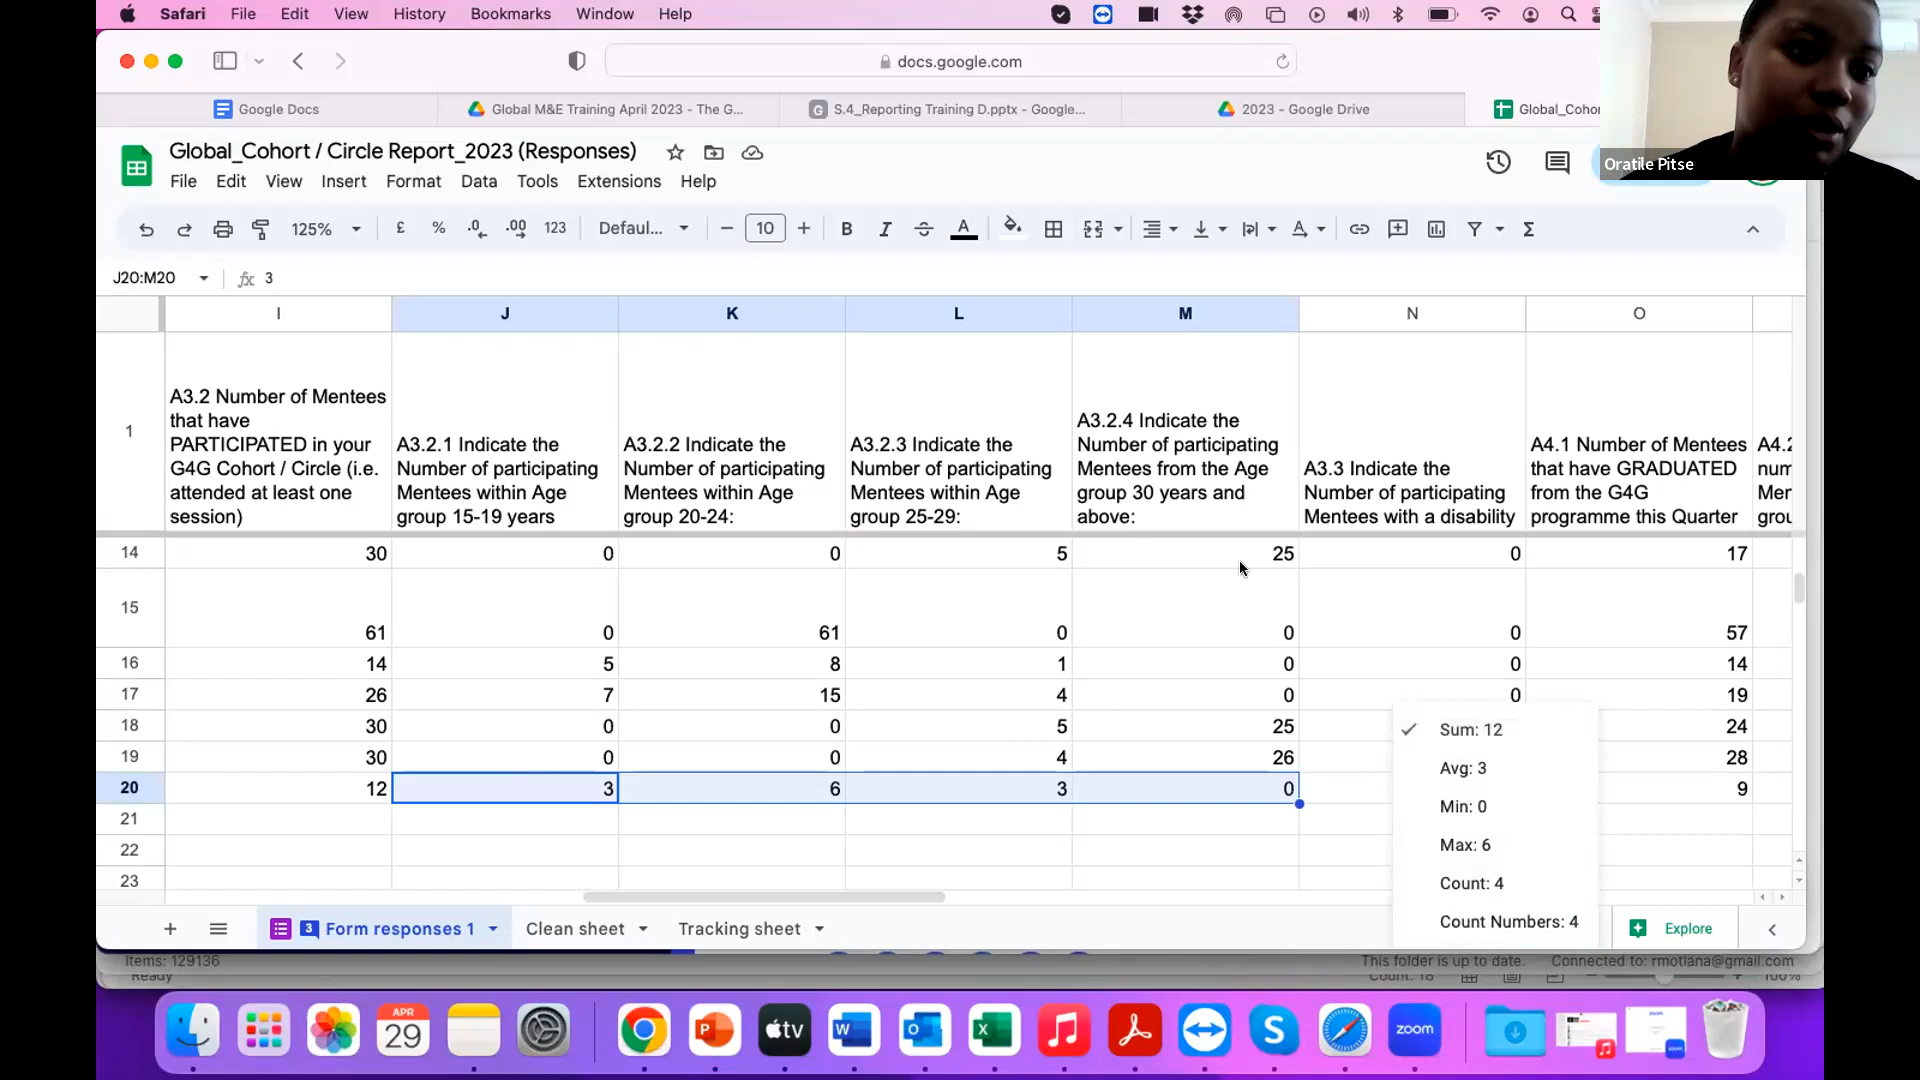 Safari File Edit View History Bookmarks Window Help
docs.google.com
Google Docs
Global M&E Training April 2023 - The G...
S.4_Reporting Training D.pptx - Google...
2023 - Google Drive
Global_Cohor
Global_Cohort / Circle Report_2023 (Responses)
Oratile Pitse
File Edit View Insert Format Data Tools Extensions Help
125% £ % .0 .00 123 Defaul... 10 B I A Σ
J20:M20 fx 3
I J K L M N O
1
A3.2 Number of Mentees
that have
PARTICIPATED in your
G4G Cohort / Circle (i.e.
attended at least one
session)
A3.2.1 Indicate the
Number of participating
Mentees within Age
group 15-19 years
A3.2.2 Indicate the
Number of participating
Mentees within Age
group 20-24:
A3.2.3 Indicate the
Number of participating
Mentees within Age
group 25-29:
A3.2.4 Indicate the
Number of participating
Mentees from the Age
group 30 years and
above:
A3.3 Indicate the
Number of participating
Mentees with a disability
A4.1 Number of Mentees
that have GRADUATED
from the G4G
programme this Quarter
A4.2
num
Mer
grou
14 30 0 0 5 25 0 17
15 61 0 61 0 0 0 57
16 14 5 8 1 0 0 14
17 26 7 15 4 0 0 19
18 30 0 0 5 25 24
19 30 0 0 4 26 28
20 12 3 6 3 0 9
21
22
23
Sum: 12
Avg: 3
Min: 0
Max: 6
Count: 4
Count Numbers: 4
3 Form responses 1
Clean sheet
Tracking sheet
Explore
Items: 129136
This folder is up to date. Connected to: rmotlana@gmail.com
Ready
Count: 18
100%
APR
29
P
tv
W
O
X
S
zoom